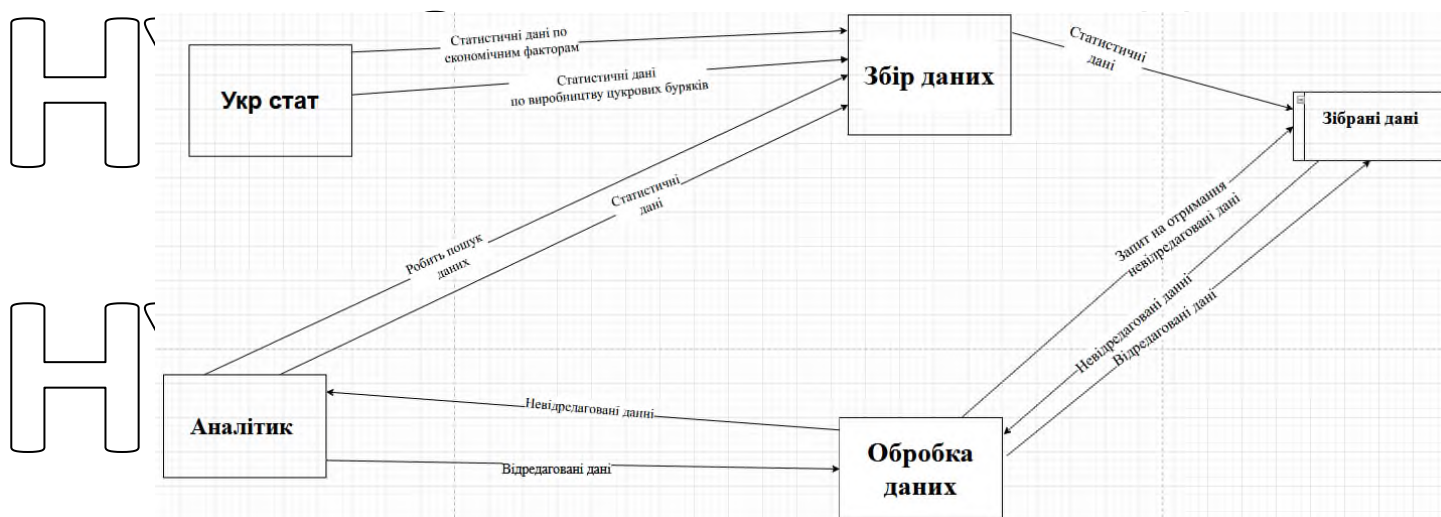 Н
Статистичні дані по
економічним факторам
Укр стат
Статистичні дані
по виробництву цукрових буряків
Збір даних
Статистичні
дані
Зібрані дані
Статистичні
дані
Робить пошук
даних
Запит на отримання
невідредаговані дані
Невідредаговані данні
Відредаговані дані
Н
Аналітик
Невідредаговані данні
Відредаговані дані
Обробка
даних